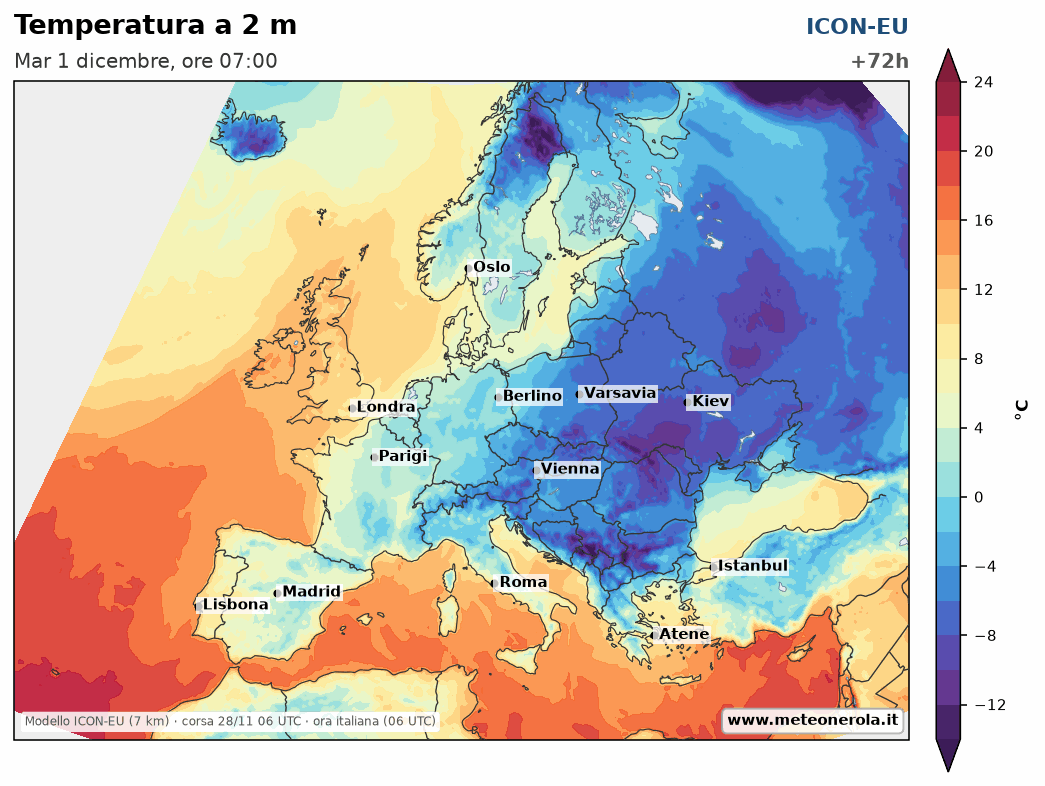 Temperatura a 2 m
ICON-EU
Mar 1 dicembre, ore 07:00
+72h
24
20
16
12
8
4
0
−4
−8
−12
°C
Oslo
Berlino
Varsavia
Kiev
Londra
Parigi
Vienna
Istanbul
Roma
Madrid
Lisbona
Atene
Modello ICON-EU (7 km) · corsa 28/11 06 UTC · ora italiana (06 UTC)
www.meteonerola.it